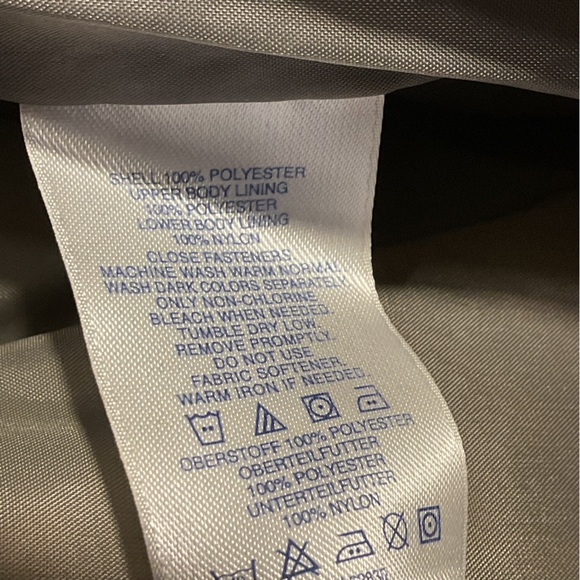 SHELL 100% POLYESTER
UPPER BODY LINING
100% POLYESTER
LOWER BODY LINING
100% NYLON
CLOSE FASTENERS
MACHINE WASH WARM NORMAL.
WASH DARK COLORS SEPARATELY.
ONLY NON-CHLORINE
BLEACH WHEN NEEDED.
TUMBLE DRY LOW.
REMOVE PROMPTLY.
DO NOT USE
FABRIC SOFTENER.
WARM IRON IF NEEDED.
OBERSTOFF 100% POLYESTER
OBERTEILFUTTER
100% POLYESTER
UNTERTEILFUTTER
100% NYLON